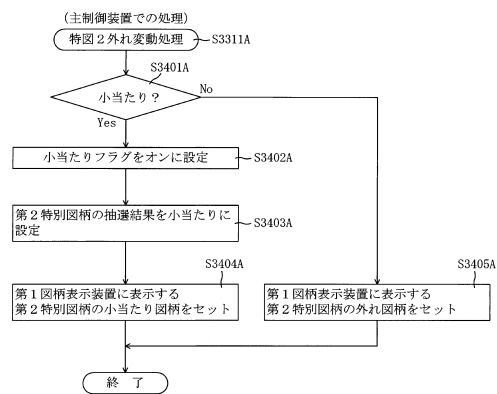 （主制御装置での処理）
特図２外れ変動処理
S3311A
S3401A
小当たり？
No
Yes
小当たりフラグをオンに設定
S3402A
第２特別図柄の抽選結果を小当たりに
設定
S3403A
S3404A
第１図柄表示装置に表示する
第２特別図柄の小当たり図柄をセット
S3405A
第１図柄表示装置に表示する
第２特別図柄の外れ図柄をセット
終　了